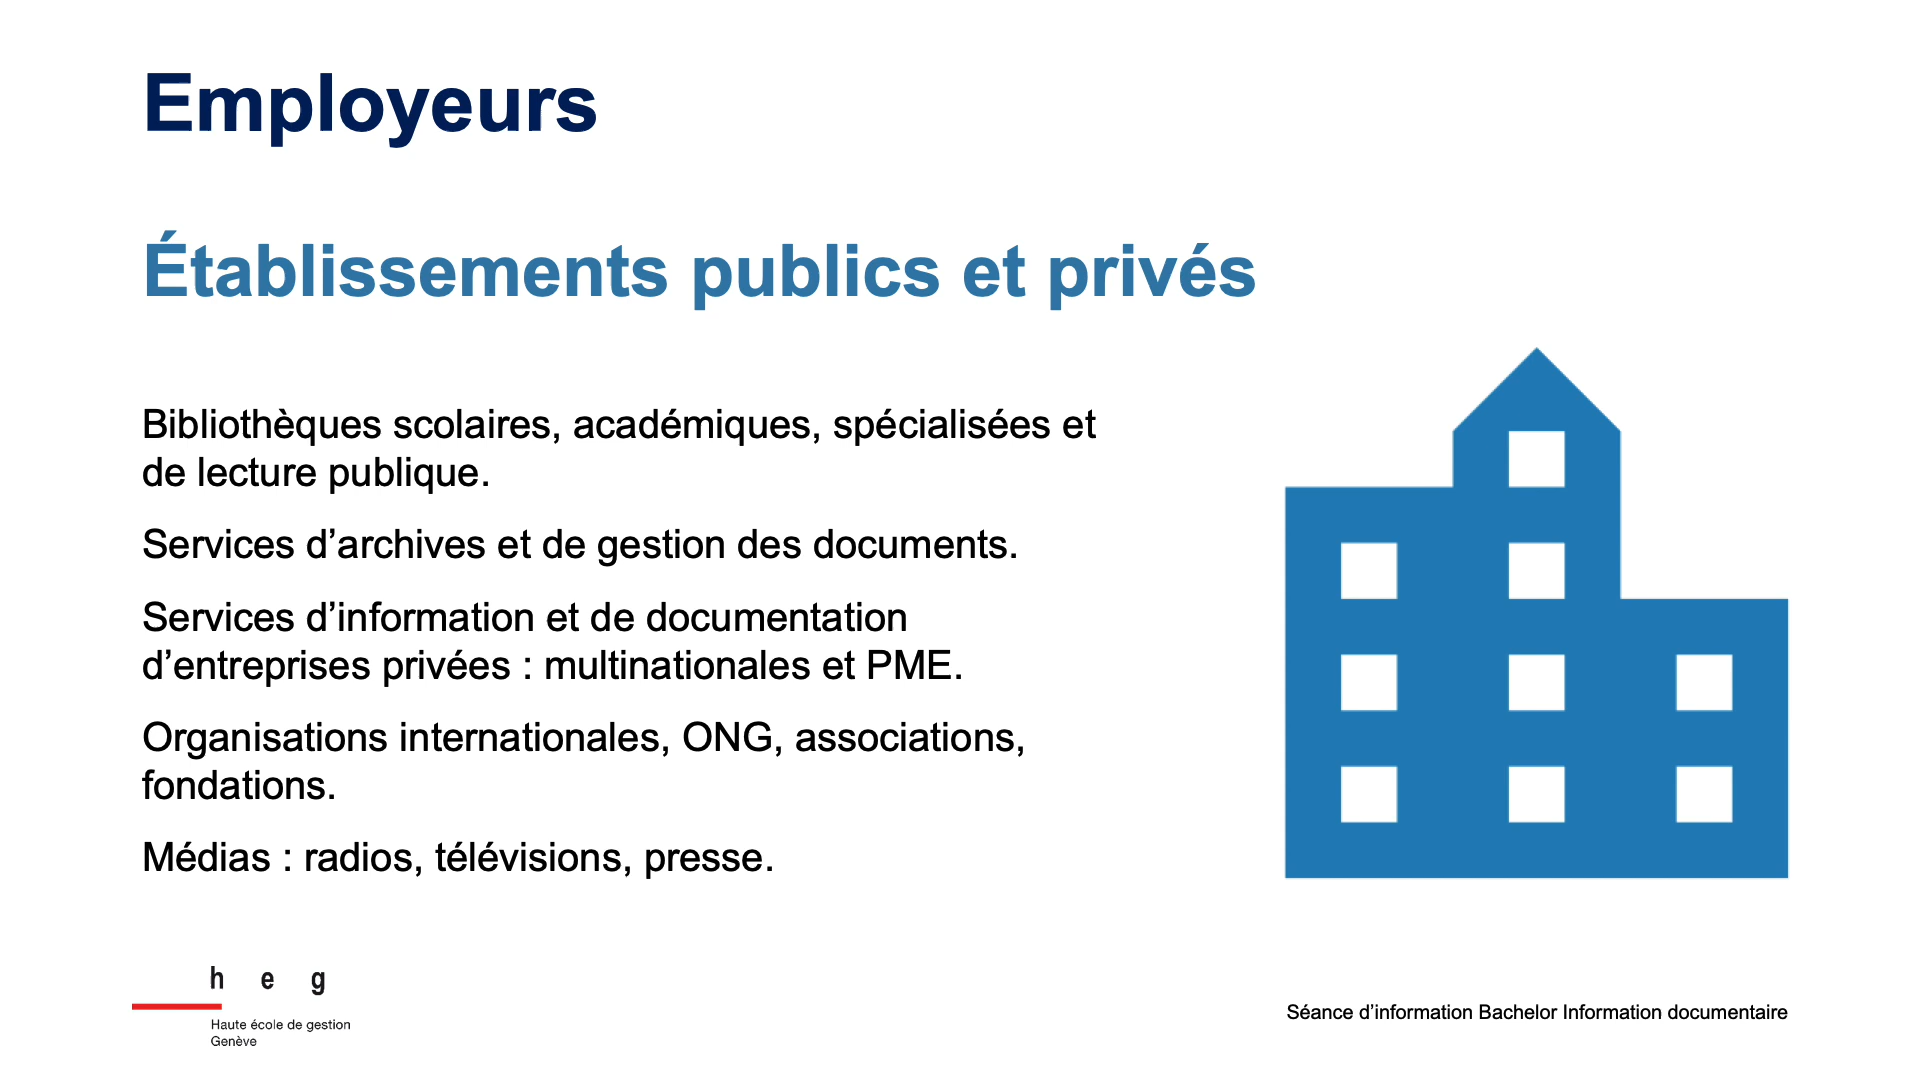 Employeurs
Établissements publics et privés
Bibliothèques scolaires, académiques, spécialisées et
de lecture publique.
Services d’archives et de gestion des documents.
Services d’information et de documentation
d’entreprises privées : multinationales et PME.
Organisations internationales, ONG, associations,
fondations.
Médias : radios, télévisions, presse.
h e g
Haute école de gestion
Genève
Séance d’information Bachelor Information documentaire